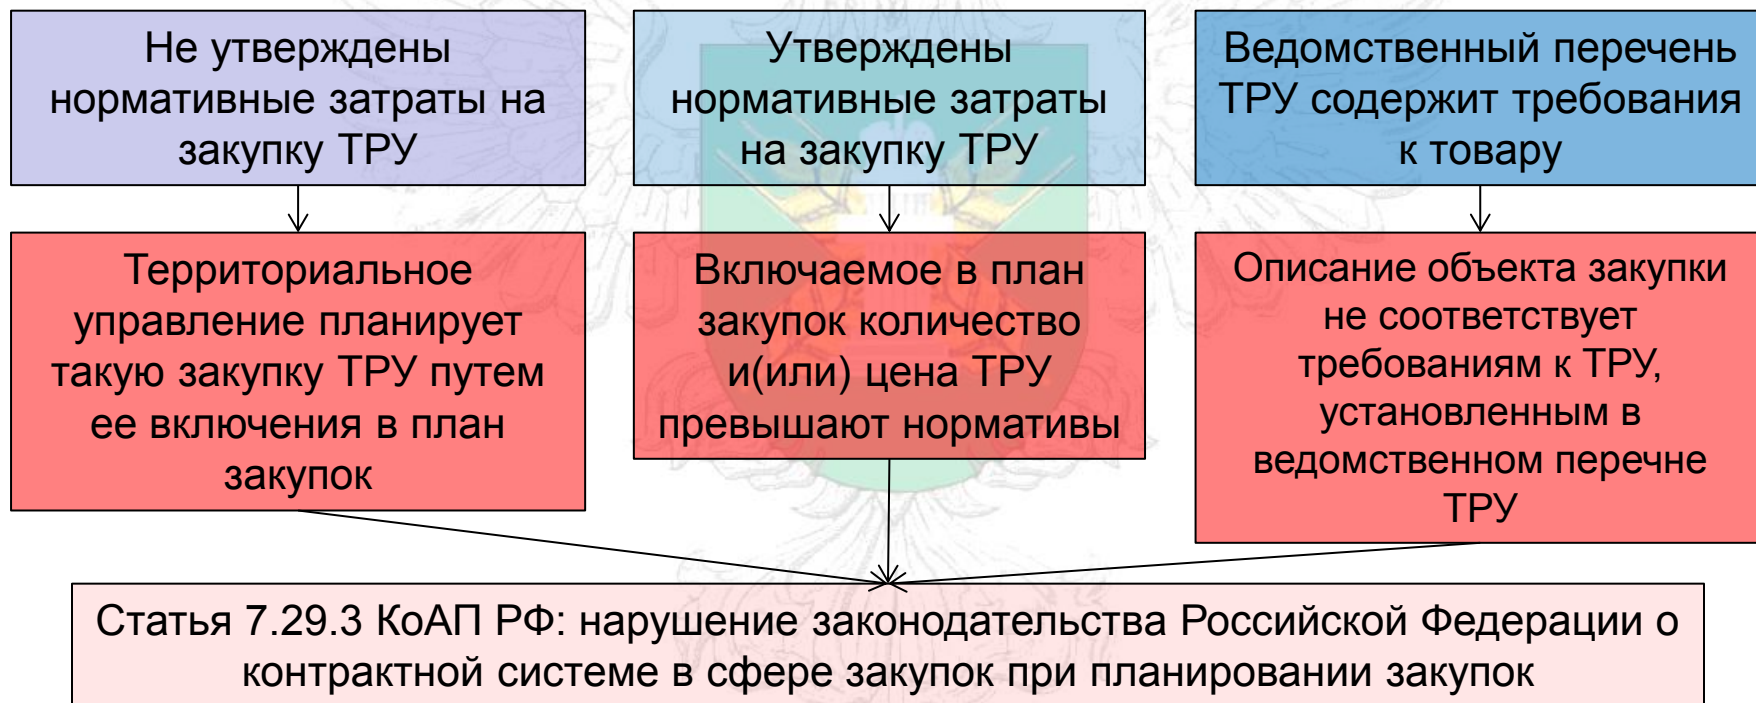 Не утверждены
нормативные затраты на
закупку ТРУ
Утверждены
нормативные затраты
на закупку ТРУ
Ведомственный перечень
ТРУ содержит требования
к товару
Территориальное
управление планирует
такую закупку ТРУ путем
ее включения в план
закупок
Включаемое в план
закупок количество
и(или) цена ТРУ
превышают нормативы
Описание объекта закупки
не соответствует
требованиям к ТРУ,
установленным в
ведомственном перечне
ТРУ
Статья 7.29.3 КоАП РФ: нарушение законодательства Российской Федерации о
контрактной системе в сфере закупок при планировании закупок